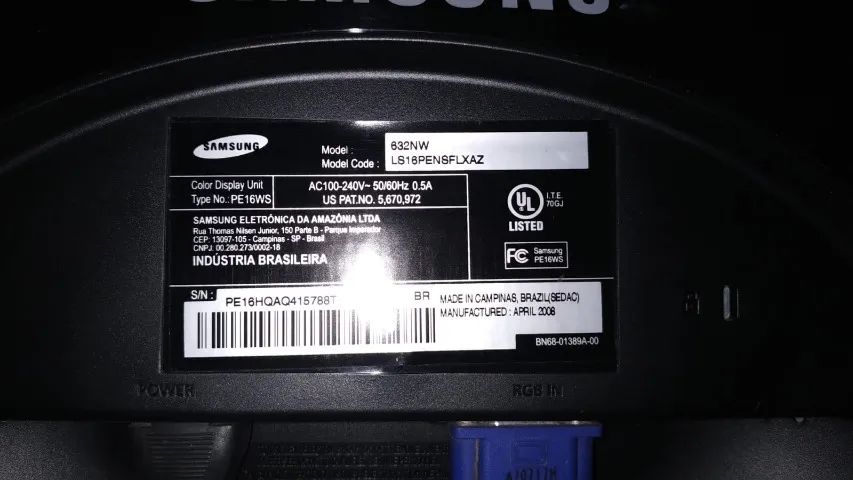 SAMSUNG
SAMSUNG
Model : 632NW
Model Code : LS16PENSFLXAZ
Color Display Unit
Type No.: PE16WS
AC100-240V~ 50/60Hz 0.5A
US PAT.NO. 5,670,972
UL
LISTED
I.T.E.
70GJ
SAMSUNG ELETRÔNICA DA AMAZÔNIA LTDA
Rua Thomas Nilsen Junior, 150 Parte B - Parque Imperador
CEP: 13097-105 - Campinas - SP - Brasil
CNPJ: 00.280.273/0002-18
INDÚSTRIA BRASILEIRA
FC Samsung
PE16WS
S/N : PE16HQAQ415788T BR
MADE IN CAMPINAS, BRAZIL(SEDAC)
MANUFACTURED : APRIL 2008
BN68-01389A-00
POWER
RGB IN